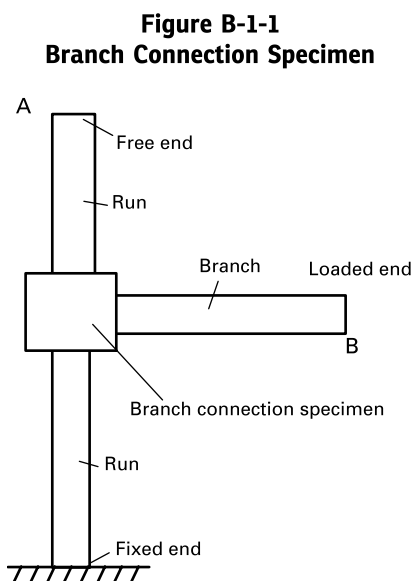 Figure B-1-1
Branch Connection Specimen
A
Free end
Run
Branch
Loaded end
B
Branch connection specimen
Run
Fixed end